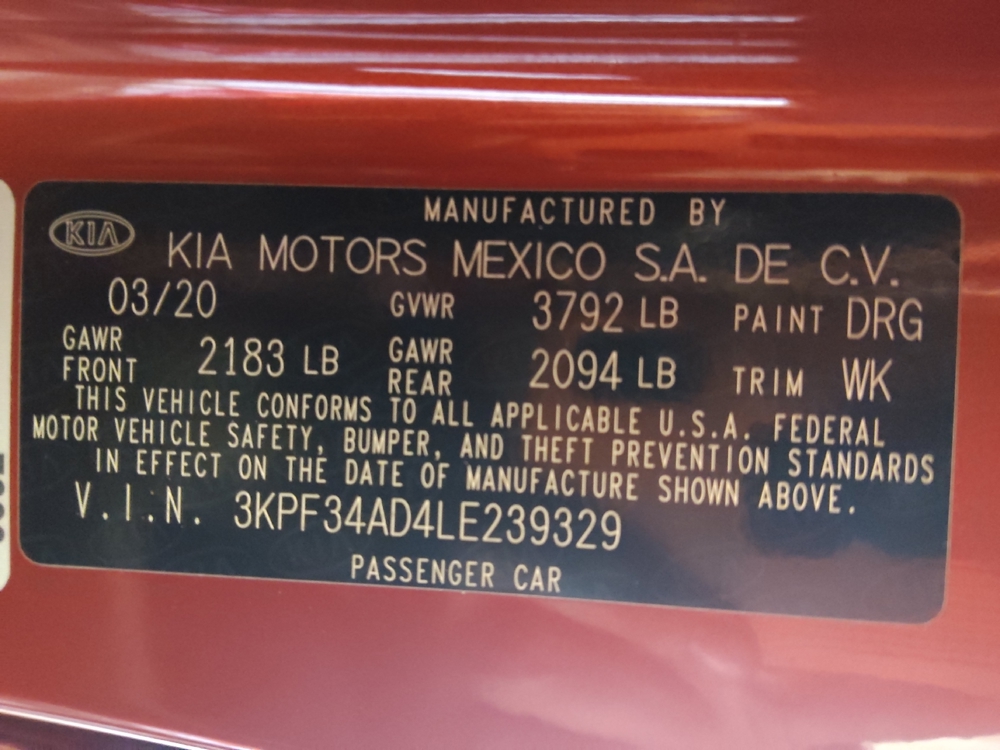 MANUFACTURED BY
KIA
KIA MOTORS MEXICO S.A. DE C.V.
03/20 GVWR 3792 LB PAINT DRG
GAWR FRONT 2183 LB GAWR REAR 2094 LB TRIM WK
THIS VEHICLE CONFORMS TO ALL APPLICABLE U.S.A. FEDERAL
MOTOR VEHICLE SAFETY, BUMPER, AND THEFT PREVENTION STANDARDS
IN EFFECT ON THE DATE OF MANUFACTURE SHOWN ABOVE.
V.I.N. 3KPF34AD4LE239329
PASSENGER CAR